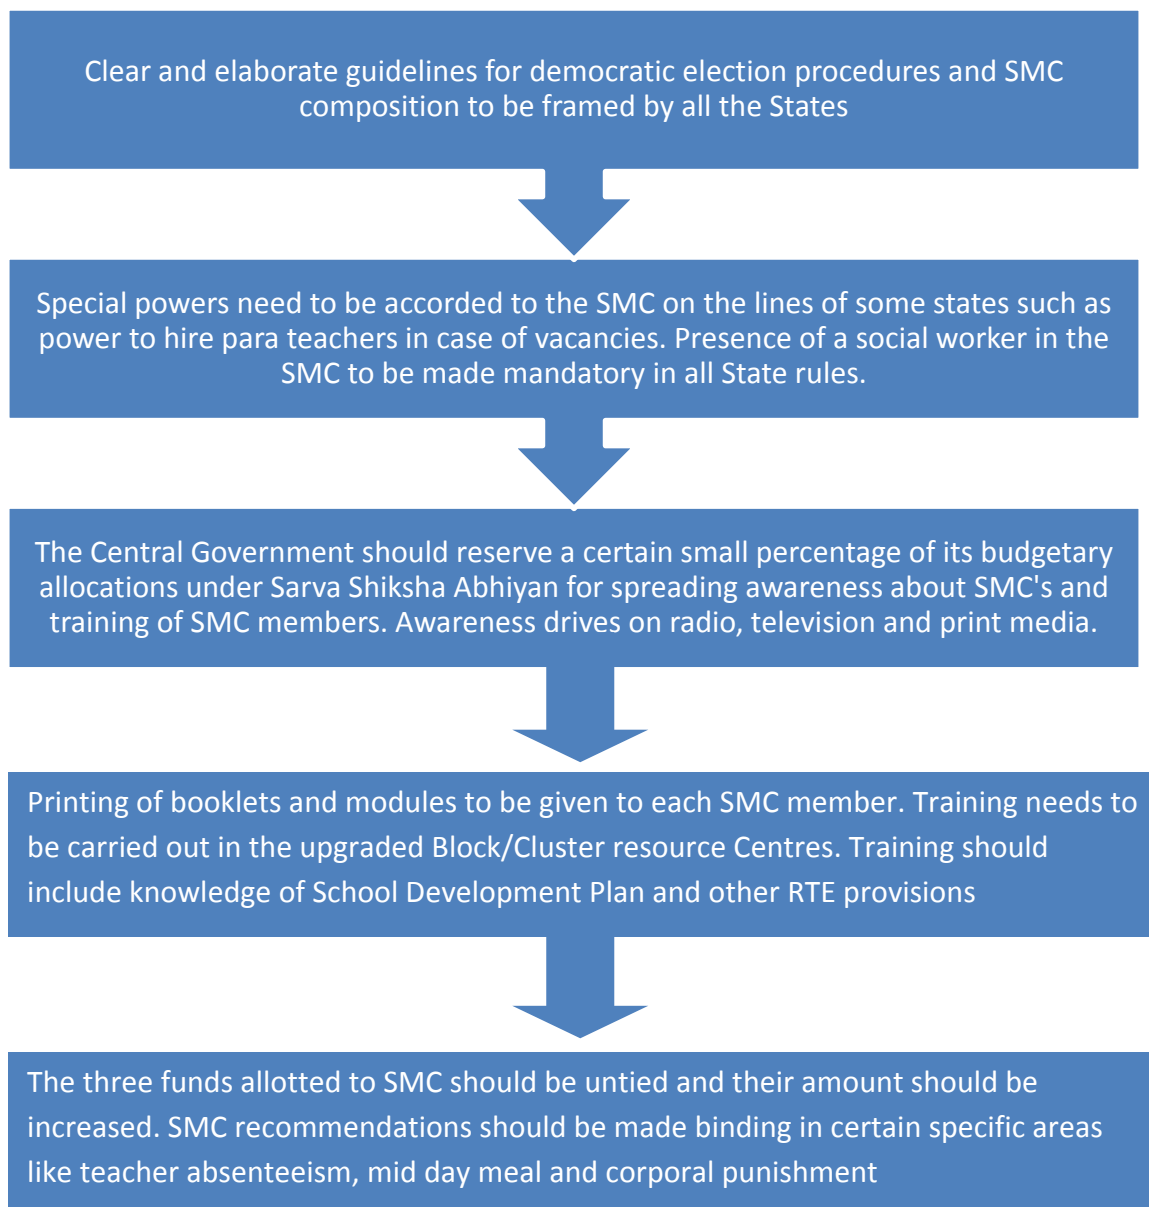 Clear and elaborate guidelines for democratic election procedures and SMC
composition to be framed by all the States
Special powers need to be accorded to the SMC on the lines of some states such as
power to hire para teachers in case of vacancies. Presence of a social worker in the
SMC to be made mandatory in all State rules.
The Central Government should reserve a certain small percentage of its budgetary
allocations under Sarva Shiksha Abhiyan for spreading awareness about SMC's and
training of SMC members. Awareness drives on radio, television and print media.
Printing of booklets and modules to be given to each SMC member. Training needs to
be carried out in the upgraded Block/Cluster resource Centres. Training should
include knowledge of School Development Plan and other RTE provisions
The three funds allotted to SMC should be untied and their amount should be
increased. SMC recommendations should be made binding in certain specific areas
like teacher absenteeism, mid day meal and corporal punishment